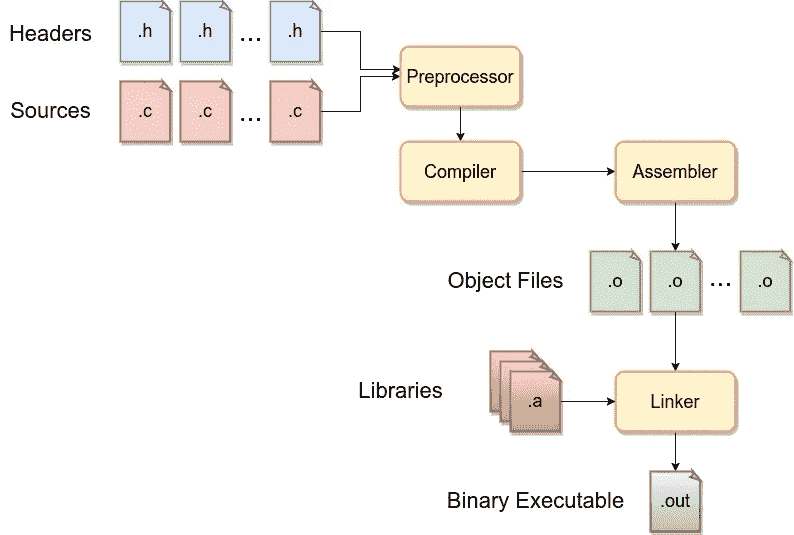 Headers .h .h ... .h
Sources .c .c ... .c
Preprocessor
Compiler Assembler
Object Files .o .o ... .o
Libraries .a Linker
Binary Executable .out